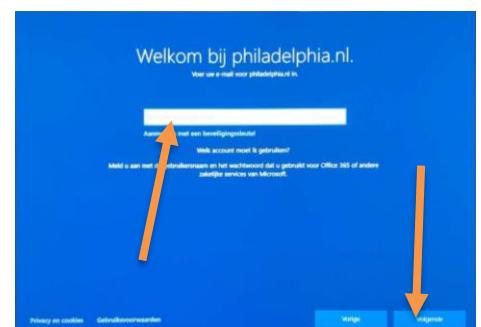 Welkom bij philadelphia.nl.
Voer uw e-mail voor philadelphia.nl in.
Aanmelden met een beveiligingssleutel
Welk account moet ik gebruiken?
Meld u aan met de gebruikersnaam en het wachtwoord dat u gebruikt voor Office 365 of andere
zakelijke services van Microsoft.
Privacy en cookies Gebruiksvoorwaarden Vorige Volgende